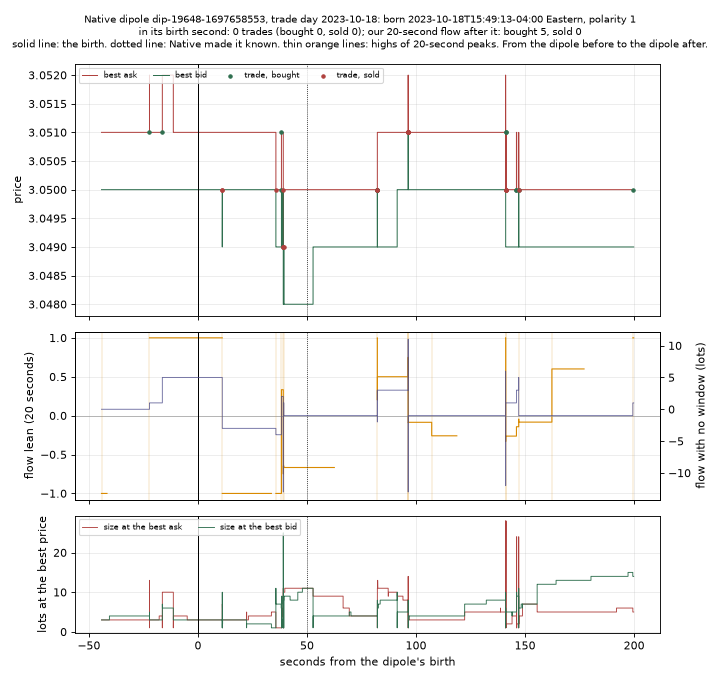 Native dipole dip-19648-1697658553, trade day 2023-10-18: born 2023-10-18T15:49:13-04:00 Eastern, polarity 1
in its birth second: 0 trades (bought 0, sold 0); our 20-second flow after it: bought 5, sold 0
solid line: the birth. dotted line: Native made it known. thin orange lines: highs of 20-second peaks. From the dipole before to the dipole after.
best ask
best bid
trade, bought
trade, sold
price
3.0520
3.0515
3.0510
3.0505
3.0500
3.0495
3.0490
3.0485
3.0480
flow lean (20 seconds)
1.0
0.5
0.0
−0.5
−1.0
flow with no window (lots)
10
5
0
−5
−10
size at the best ask
size at the best bid
lots at the best price
20
10
0
−50
0
50
100
150
200
seconds from the dipole's birth